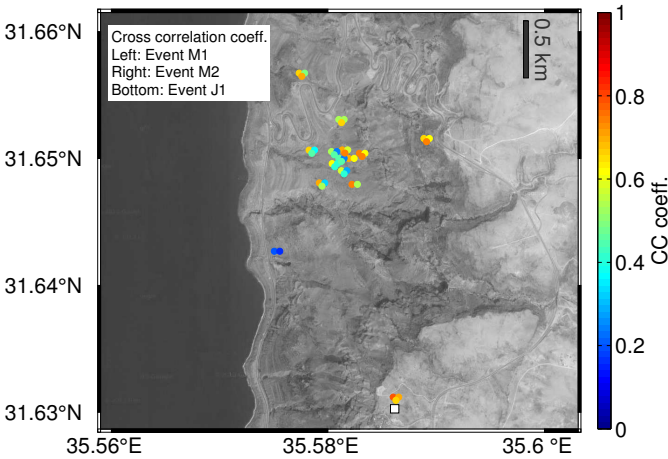 31.66°N
31.65°N
31.64°N
31.63°N
35.56°E
35.58°E
35.6°E
Cross correlation coeff.
Left: Event M1
Right: Event M2
Bottom: Event J1
0.5 km
1
0.8
0.6
0.4
0.2
0
CC coeff.